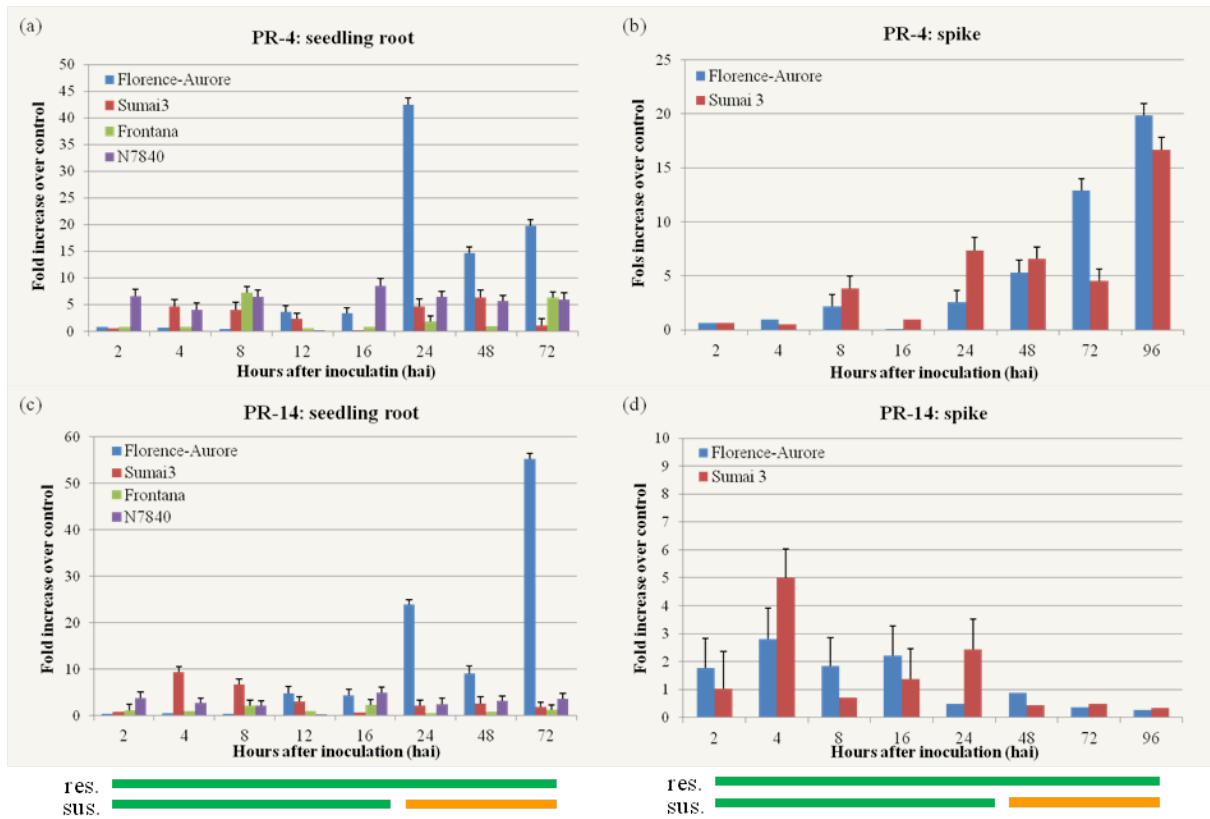 (a)
PR-4: seedling root
Fold increase over control
50
45
40
35
30
25
20
15
10
5
0
Florence-Aurore
Sumai3
Frontana
N7840
2 4 8 12 16 24 48 72
Hours after inoculatin (hai)
(b)
PR-4: spike
Fols increase over control
25
20
15
10
5
0
Florence-Aurore
Sumai 3
2 4 8 16 24 48 72 96
Hours after inoculation (hai)
(c)
PR-14: seedling root
Fold increase over control
60
50
40
30
20
10
0
Florence-Aurore
Sumai3
Frontana
N7840
2 4 8 12 16 24 48 72
Hours after inoculation (hai)
(d)
PR-14: spike
Fold increase over control
10
9
8
7
6
5
4
3
2
1
0
Florence-Aurore
Sumai 3
2 4 8 16 24 48 72 96
Hours after inoculation (hai)
res.
sus.
res.
sus.